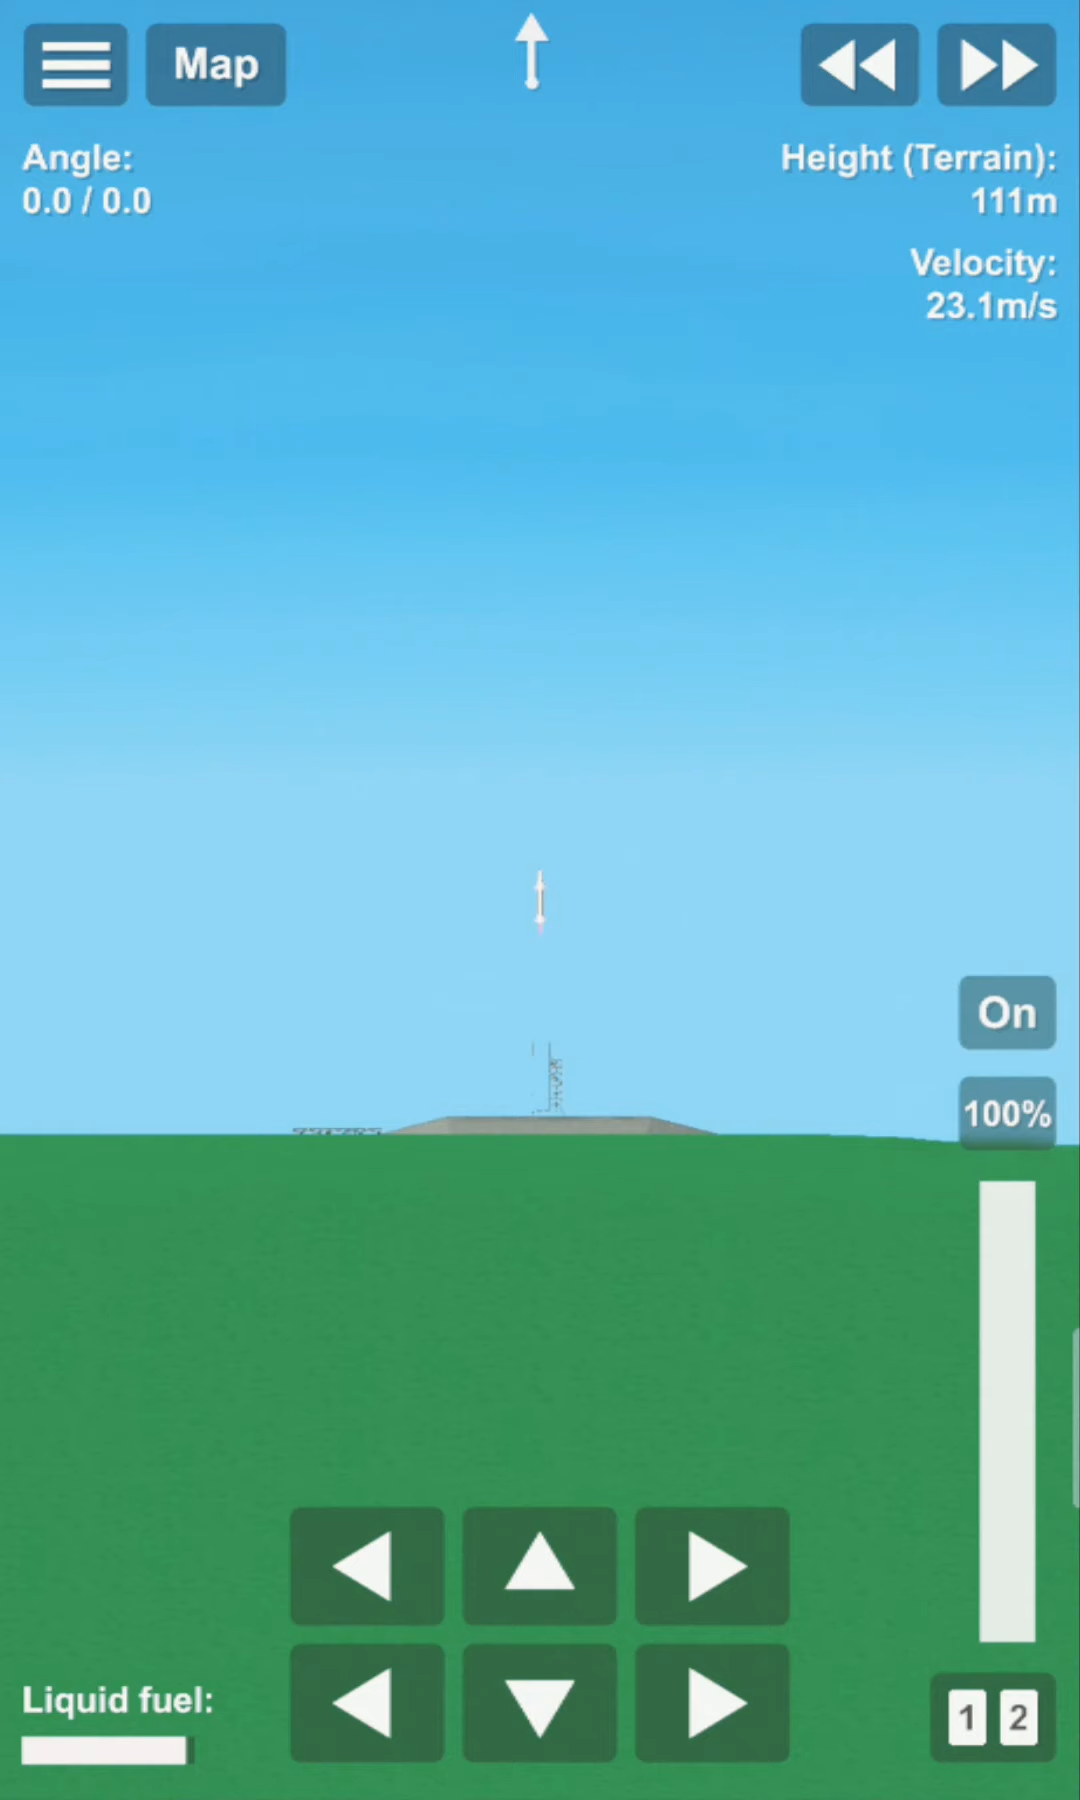 Map
Angle:
0.0 / 0.0
Height (Terrain):
111m
Velocity:
23.1m/s
On
100%
Liquid fuel:
1 2